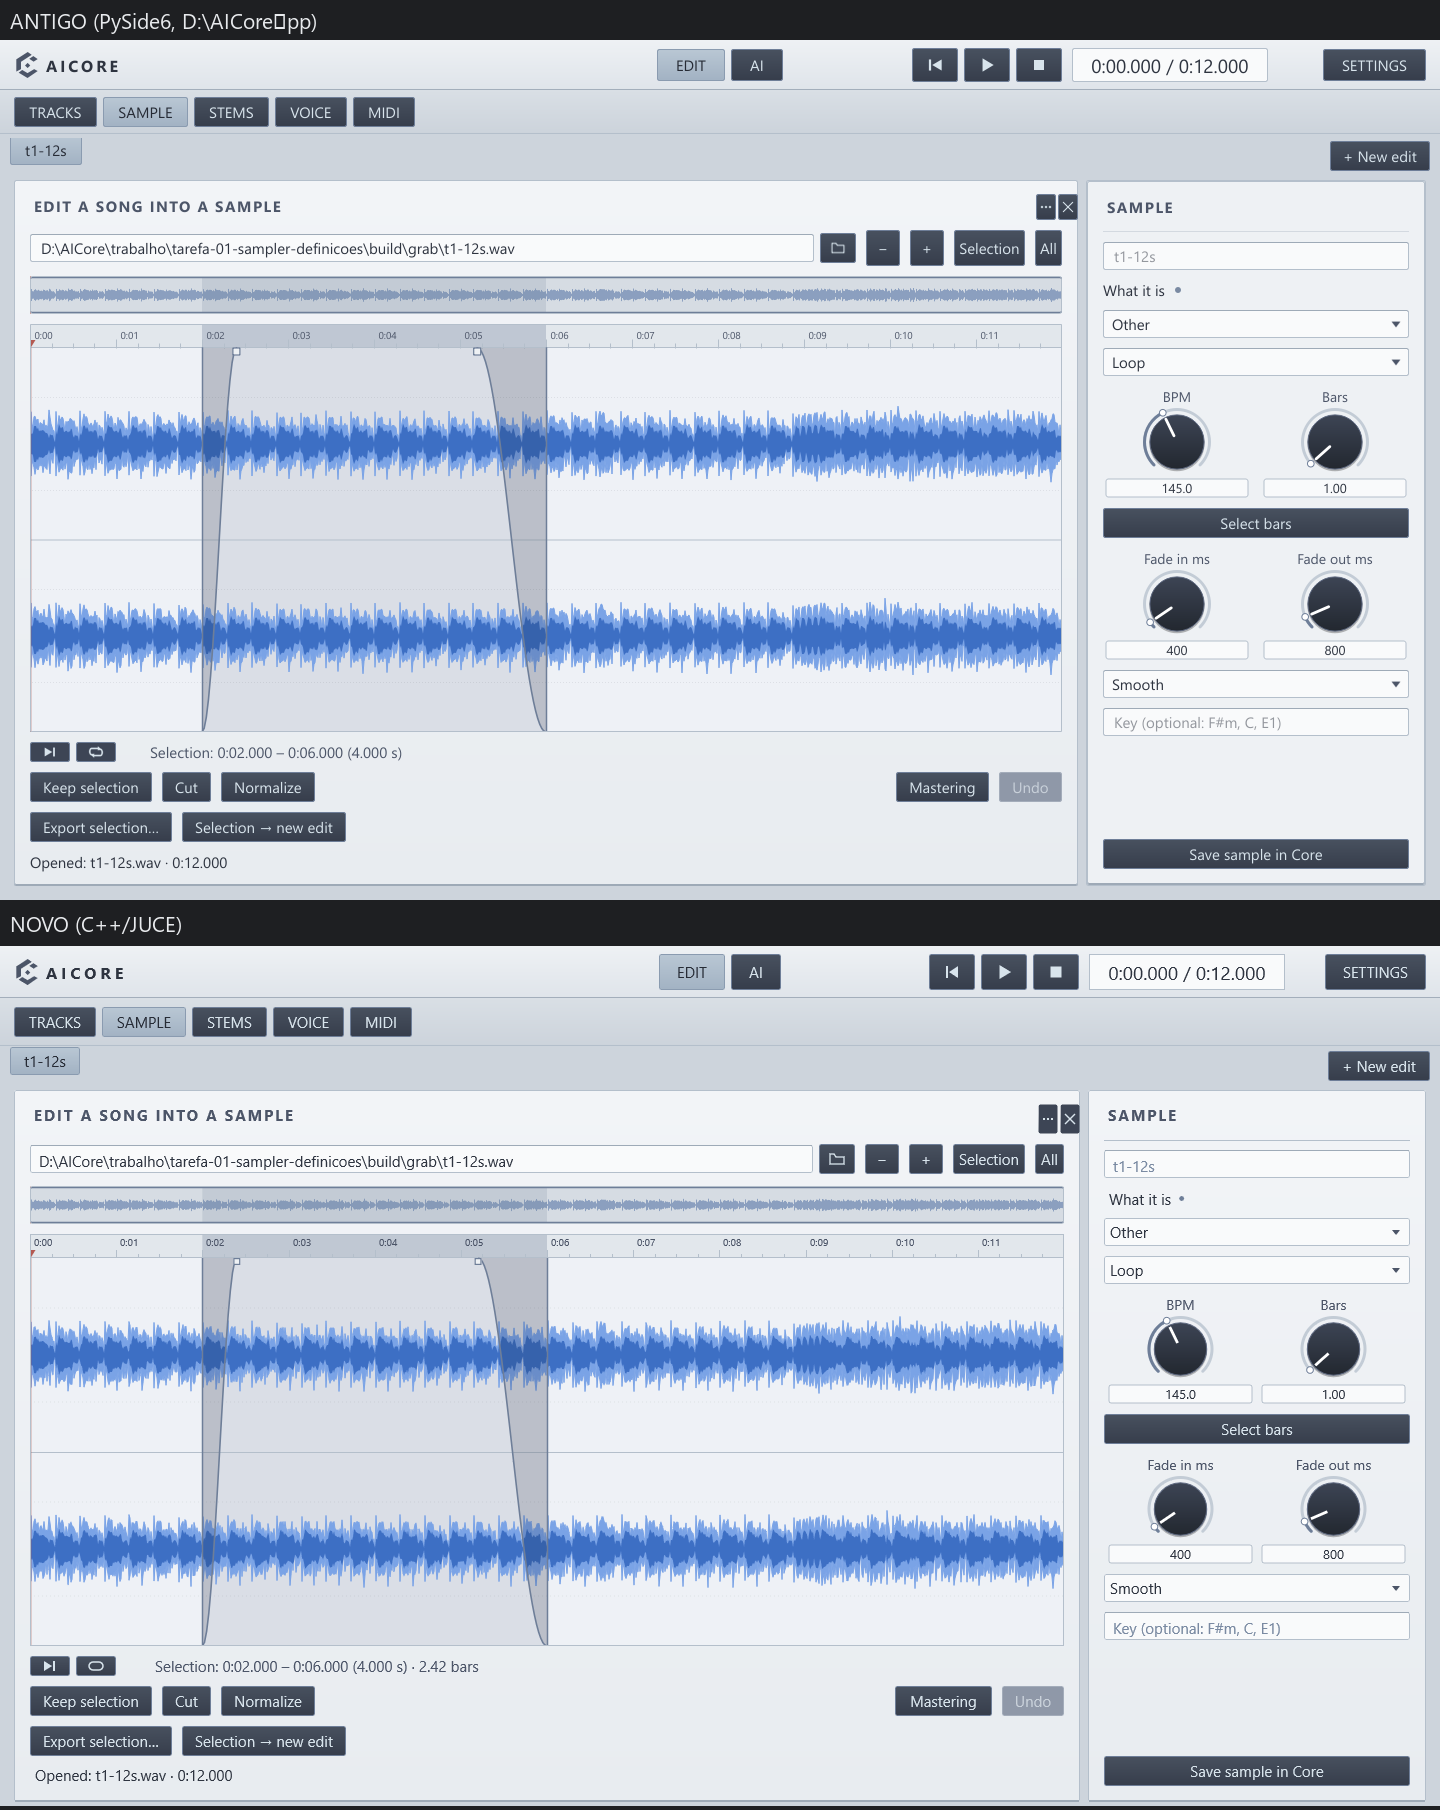 ANTIGO (PySide6, D:\AICore▯pp)
AICORE EDIT AI 0:00.000 / 0:12.000 SETTINGS
TRACKS SAMPLE STEMS VOICE MIDI
t1-12s + New edit
EDIT A SONG INTO A SAMPLE ... ×
D:\AICore\trabalho\tarefa-01-sampler-definicoes\build\grab\t1-12s.wav − + Selection All
0:00 0:01 0:02 0:03 0:04 0:05 0:06 0:07 0:08 0:09 0:10 0:11
Selection: 0:02.000 – 0:06.000 (4.000 s)
Keep selection Cut Normalize Mastering Undo
Export selection... Selection → new edit
Opened: t1-12s.wav · 0:12.000
SAMPLE
t1-12s
What it is
Other
Loop
BPM Bars
145.0 1.00
Select bars
Fade in ms Fade out ms
400 800
Smooth
Key (optional: F#m, C, E1)
Save sample in Core
NOVO (C++/JUCE)
AICORE EDIT AI 0:00.000 / 0:12.000 SETTINGS
TRACKS SAMPLE STEMS VOICE MIDI
t1-12s + New edit
EDIT A SONG INTO A SAMPLE ... ×
D:\AICore\trabalho\tarefa-01-sampler-definicoes\build\grab\t1-12s.wav − + Selection All
0:00 0:01 0:02 0:03 0:04 0:05 0:06 0:07 0:08 0:09 0:10 0:11
Selection: 0:02.000 – 0:06.000 (4.000 s) · 2.42 bars
Keep selection Cut Normalize Mastering Undo
Export selection... Selection → new edit
Opened: t1-12s.wav · 0:12.000
SAMPLE
t1-12s
What it is
Other
Loop
BPM Bars
145.0 1.00
Select bars
Fade in ms Fade out ms
400 800
Smooth
Key (optional: F#m, C, E1)
Save sample in Core